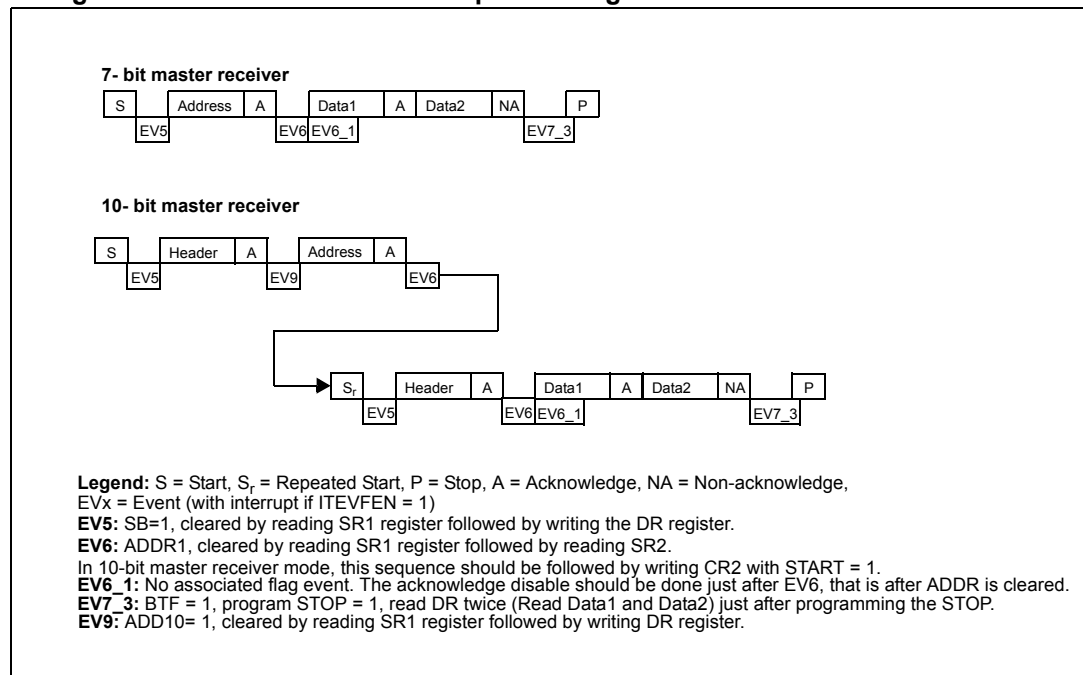 7- bit master receiver
S Address A Data1 A Data2 NA P
EV5 EV6 EV6_1 EV7_3
10- bit master receiver
S Header A Address A
EV5 EV9 EV6
Sr Header A Data1 A Data2 NA P
EV5 EV6 EV6_1 EV7_3
Legend: S = Start, Sr = Repeated Start, P = Stop, A = Acknowledge, NA = Non-acknowledge,
EVx = Event (with interrupt if ITEVFEN = 1)
EV5: SB=1, cleared by reading SR1 register followed by writing the DR register.
EV6: ADDR1, cleared by reading SR1 register followed by reading SR2.
In 10-bit master receiver mode, this sequence should be followed by writing CR2 with START = 1.
EV6_1: No associated flag event. The acknowledge disable should be done just after EV6, that is after ADDR is cleared.
EV7_3: BTF = 1, program STOP = 1, read DR twice (Read Data1 and Data2) just after programming the STOP.
EV9: ADD10= 1, cleared by reading SR1 register followed by writing DR register.